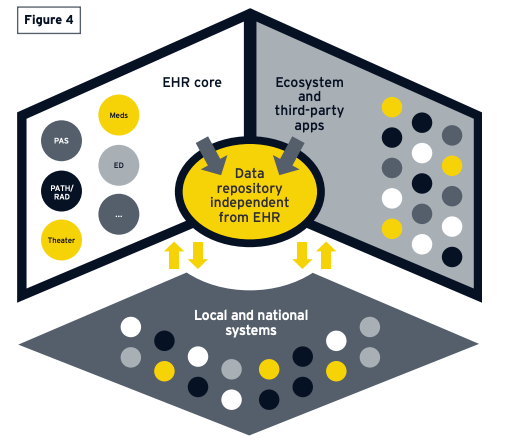 Figure 4
EHR core
Ecosystem
and
third-party
apps
Meds
PAS
ED
PATH/
RAD
...
Theater
Data
repository
independent
from EHR
Local and national
systems